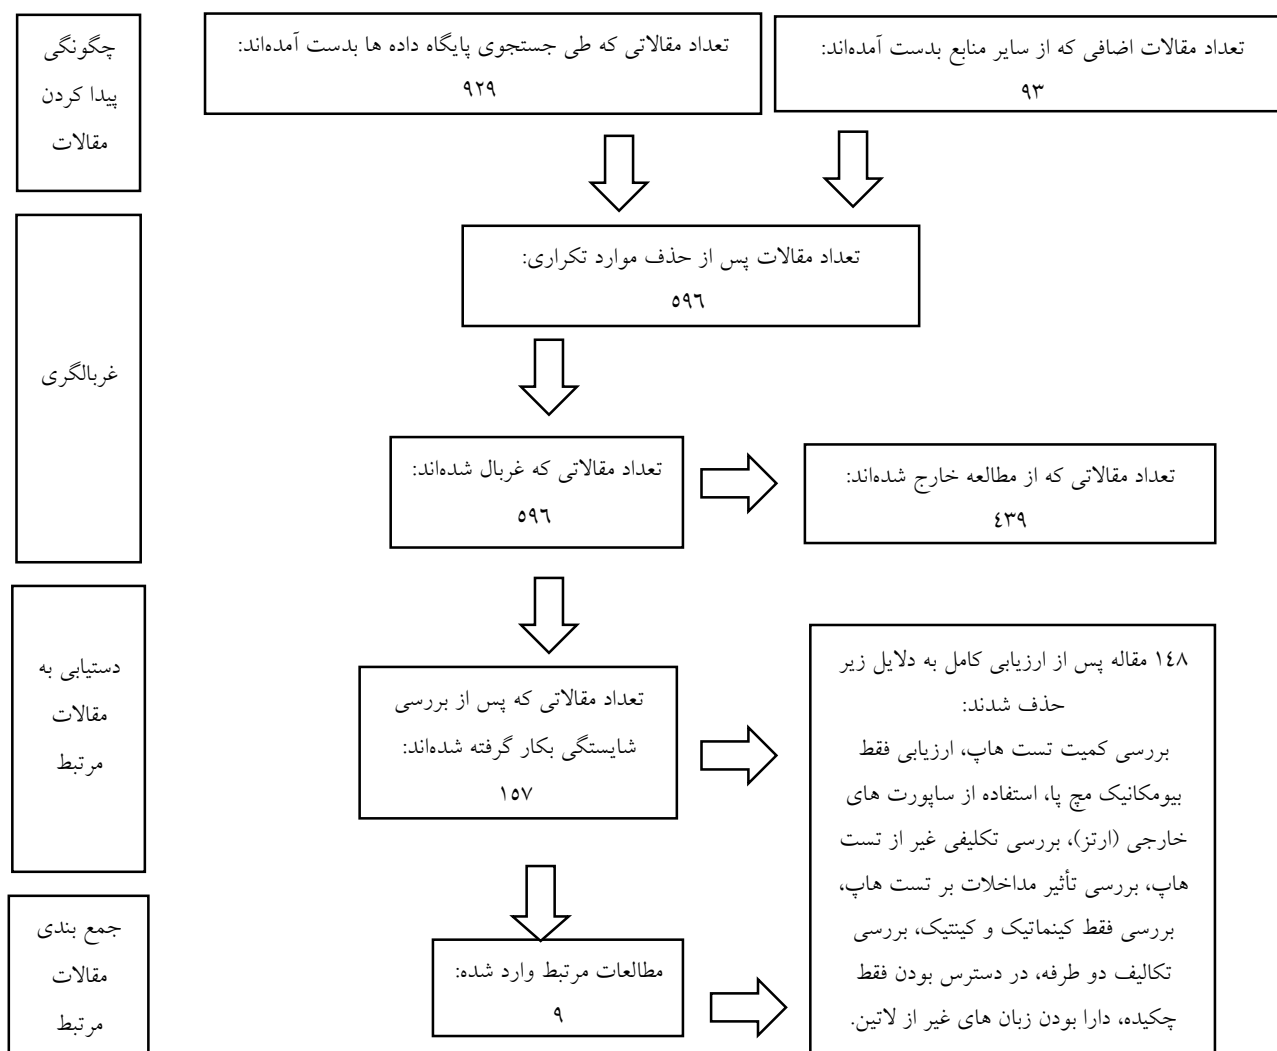 چگونگی
پیدا کردن
مقالات
تعداد مقالاتی که طی جستجوی پایگاه داده ها بدست آمده‌اند:
۹۲۹
تعداد مقالات اضافی که از سایر منابع بدست آمده‌اند:
۹۳
غربالگری
تعداد مقالات پس از حذف موارد تکراری:
٥٩٦
تعداد مقالاتی که غربال شده‌اند:
٥٩٦
تعداد مقالاتی که از مطالعه خارج شده‌اند:
٤٣٩
دستیابی به
مقالات
مرتبط
تعداد مقالاتی که پس از بررسی
شایستگی بکار گرفته شده‌اند:
١٥٧
١٤٨ مقاله پس از ارزیابی کامل به دلایل زیر
حذف شدند:
بررسی کمیت تست هاپ، ارزیابی فقط
بیومکانیک مچ پا، استفاده از ساپورت های
خارجی (ارتز)، بررسی تکلیفی غیر از تست
هاپ، بررسی تأثیر مداخلات بر تست هاپ،
بررسی فقط کینماتیک و کینتیک، بررسی
تکالیف دو طرفه، در دسترس بودن فقط
چکیده، دارا بودن زبان های غیر از لاتین.
جمع بندی
مقالات
مرتبط
مطالعات مرتبط وارد شده:
٩